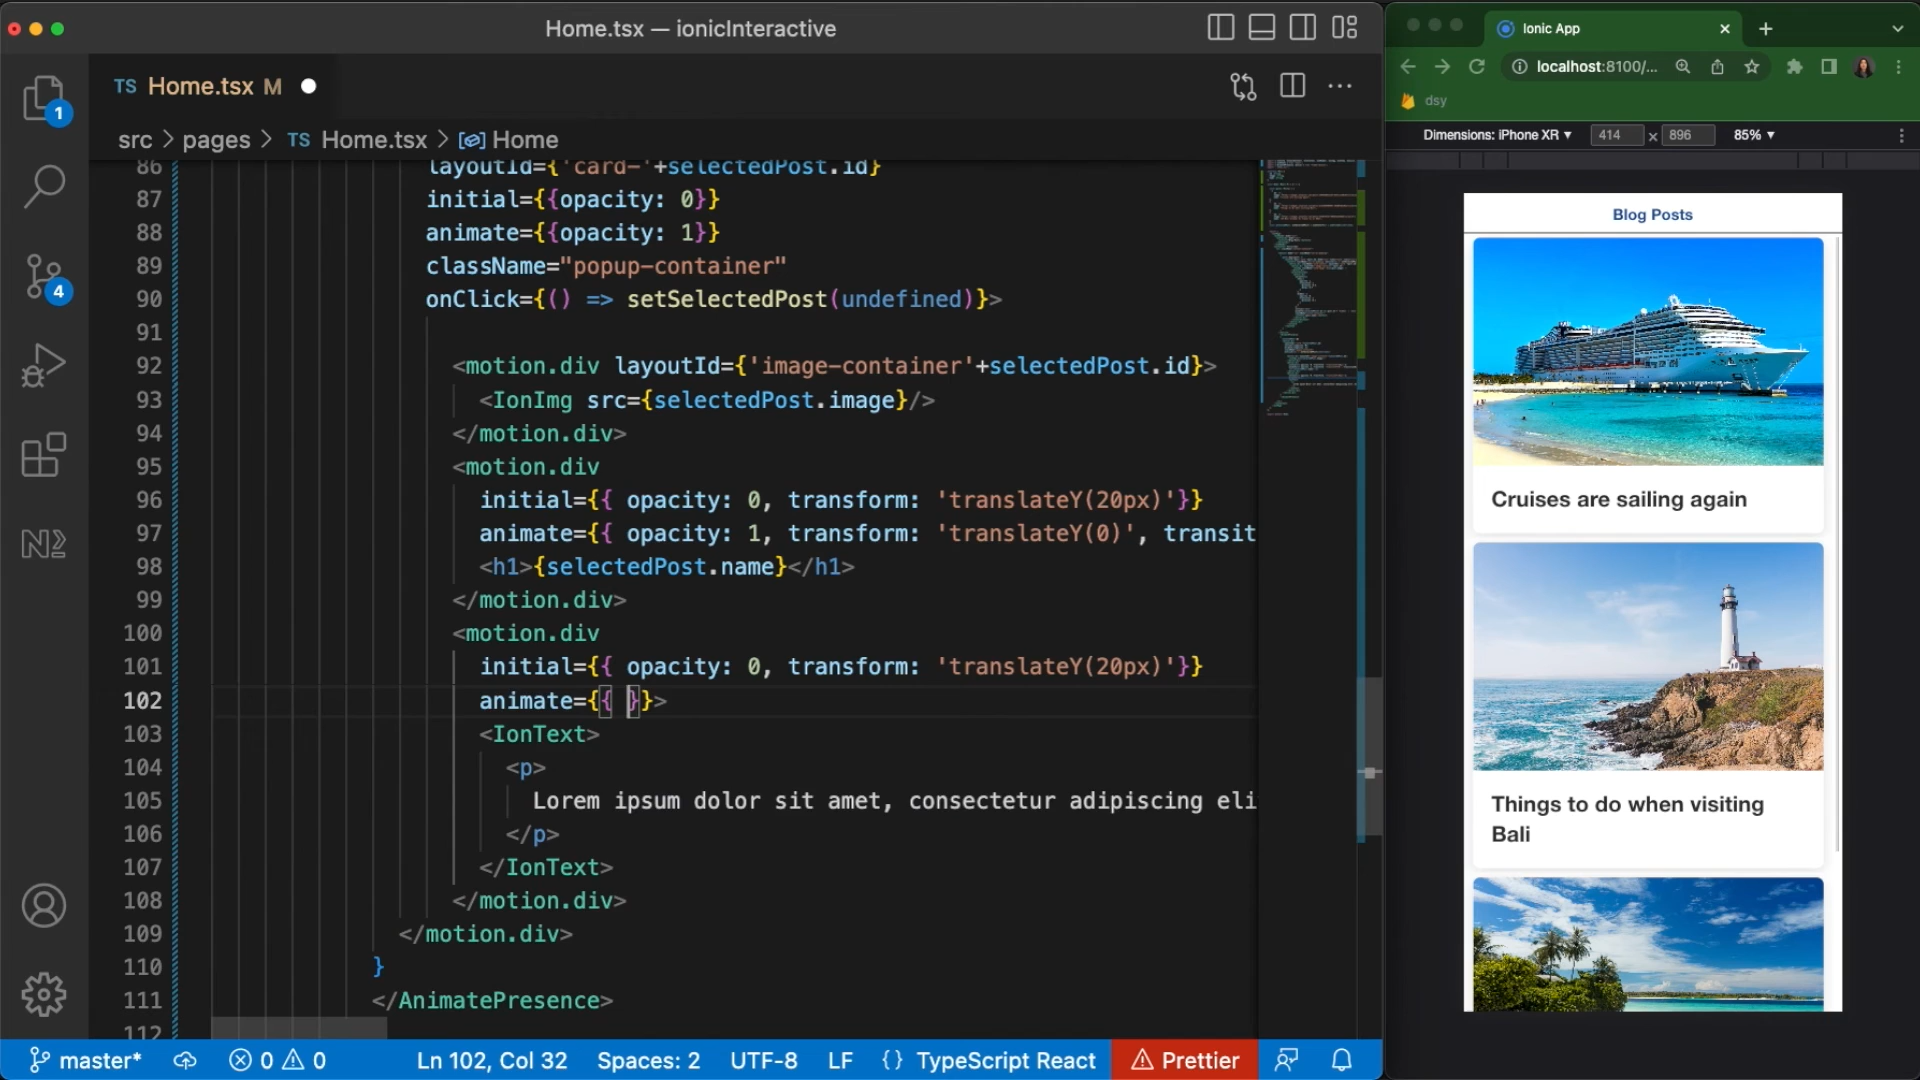 Home.tsx — ionicInteractive
TS Home.tsx M
src > pages > TS Home.tsx > Home
1
4
86 layoutId={'card-'+selectedPost.id}
87 initial={{opacity: 0}}
88 animate={{opacity: 1}}
89 className="popup-container"
90 onClick={() => setSelectedPost(undefined)}>
91
92 <motion.div layoutId={'image-container'+selectedPost.id}>
93 <IonImg src={selectedPost.image}/>
94 </motion.div>
95 <motion.div
96 initial={{ opacity: 0, transform: 'translateY(20px)'}}
97 animate={{ opacity: 1, transform: 'translateY(0)', transit
98 <h1>{selectedPost.name}</h1>
99 </motion.div>
100 <motion.div
101 initial={{ opacity: 0, transform: 'translateY(20px)'}}
102 animate={{ }}>
103 <IonText>
104 <p>
105 Lorem ipsum dolor sit amet, consectetur adipiscing eli
106 </p>
107 </IonText>
108 </motion.div>
109 </motion.div>
110 }
111 </AnimatePresence>
112
master* 0 0 Ln 102, Col 32 Spaces: 2 UTF-8 LF {} TypeScript React Prettier
Ionic App
localhost:8100/...
dsy
Dimensions: iPhone XR ▼ 414 x 896 85% ▼
Blog Posts
Cruises are sailing again
Things to do when visiting
Bali